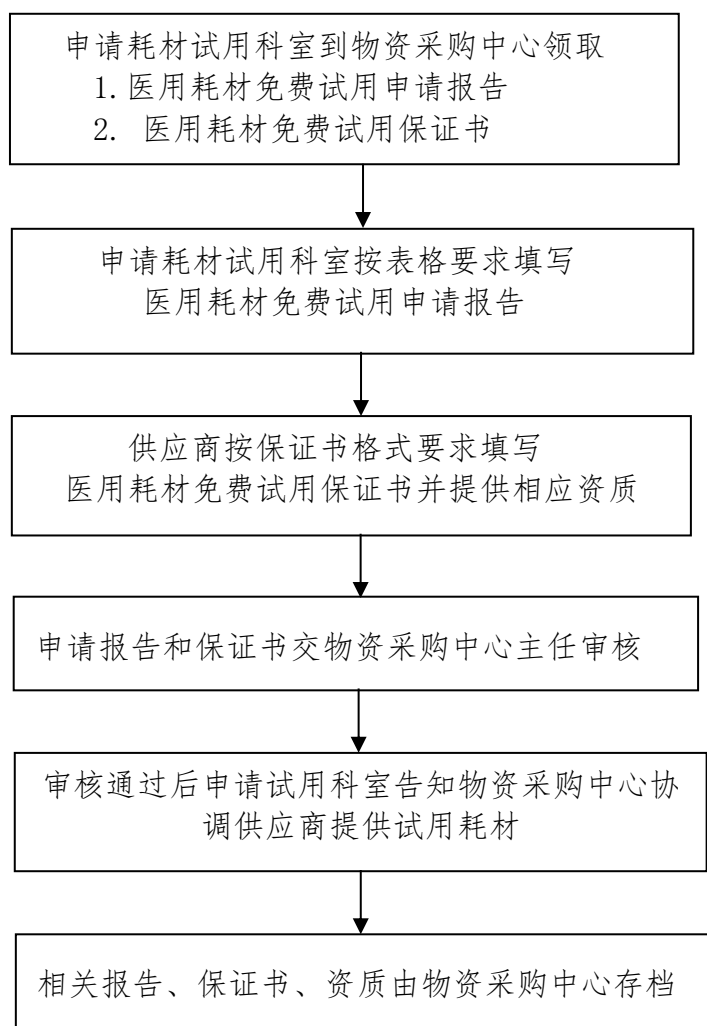 申请耗材试用科室到物资采购中心领取
1.医用耗材免费试用申请报告
2. 医用耗材免费试用保证书
申请耗材试用科室按表格要求填写
医用耗材免费试用申请报告
供应商按保证书格式要求填写
医用耗材免费试用保证书并提供相应资质
申请报告和保证书交物资采购中心主任审核
审核通过后申请试用科室告知物资采购中心协
调供应商提供试用耗材
相关报告、保证书、资质由物资采购中心存档